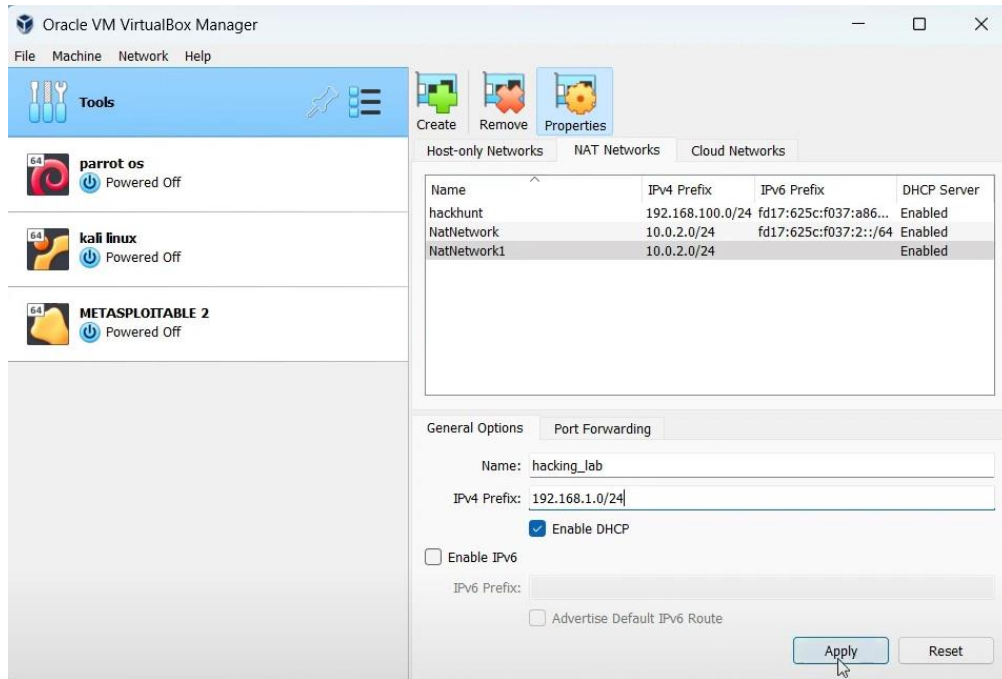 Oracle VM VirtualBox Manager
File Machine Network Help
Tools
64
parrot os
Powered Off
64
kali linux
Powered Off
64
METASPLOITABLE 2
Powered Off
Create Remove Properties
Host-only Networks NAT Networks Cloud Networks
Name IPv4 Prefix IPv6 Prefix DHCP Server
hackhunt 192.168.100.0/24 fd17:625c:f037:a86... Enabled
NatNetwork 10.0.2.0/24 fd17:625c:f037:2::/64 Enabled
NatNetwork1 10.0.2.0/24 Enabled
General Options Port Forwarding
Name: hacking_lab
IPv4 Prefix: 192.168.1.0/24
Enable DHCP
Enable IPv6
IPv6 Prefix:
Advertise Default IPv6 Route
Apply Reset